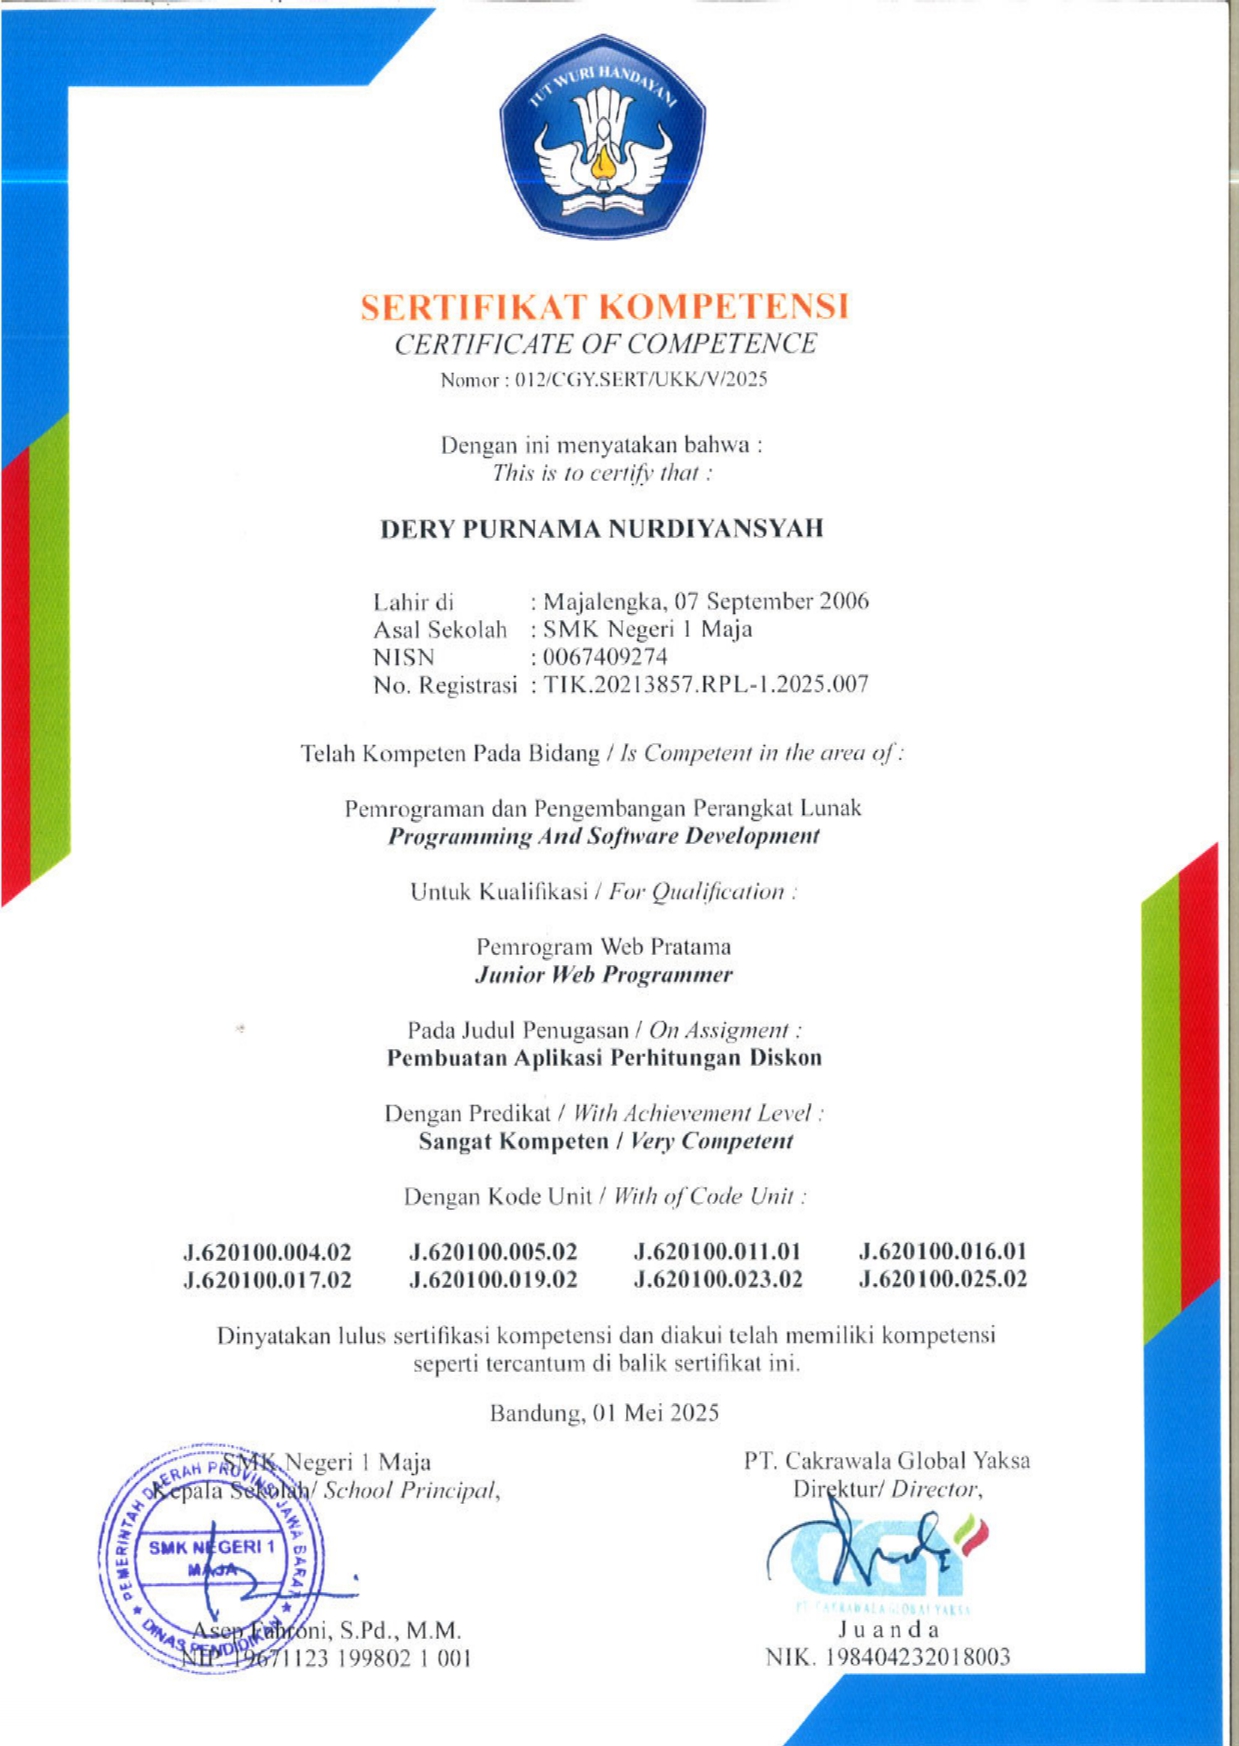 TUT WURI HANDAYANI
SERTIFIKAT KOMPETENSI
CERTIFICATE OF COMPETENCE
Nomor : 012/CGY.SERT/UKK/V/2025
Dengan ini menyatakan bahwa :
This is to certify that :
DERY PURNAMA NURDIYANSYAH
Lahir di : Majalengka, 07 September 2006
Asal Sekolah : SMK Negeri 1 Maja
NISN : 0067409274
No. Registrasi : TIK.20213857.RPL-1.2025.007
Telah Kompeten Pada Bidang / Is Competent in the area of :
Pemrograman dan Pengembangan Perangkat Lunak
Programming And Software Development
Untuk Kualifikasi / For Qualification :
Pemrogram Web Pratama
Junior Web Programmer
Pada Judul Penugasan / On Assigment :
Pembuatan Aplikasi Perhitungan Diskon
Dengan Predikat / With Achievement Level :
Sangat Kompeten / Very Competent
Dengan Kode Unit / With of Code Unit :
J.620100.004.02 J.620100.005.02 J.620100.011.01 J.620100.016.01
J.620100.017.02 J.620100.019.02 J.620100.023.02 J.620100.025.02
Dinyatakan lulus sertifikasi kompetensi dan diakui telah memiliki kompetensi
seperti tercantum di balik sertifikat ini.
Bandung, 01 Mei 2025
SMK Negeri 1 Maja
Kepala Sekolah/ School Principal,
PEMERINTAH DAERAH PROVINSI JAWA BARAT
SMK NEGERI 1
MAJA
DINAS PENDIDIKAN
Asep Fahroni, S.Pd., M.M.
NIP. 19671123 199802 1 001
PT. Cakrawala Global Yaksa
Direktur/ Director,
CGY
PT. CAKRAWALA GLOBAL YAKSA
Juanda
NIK. 198404232018003